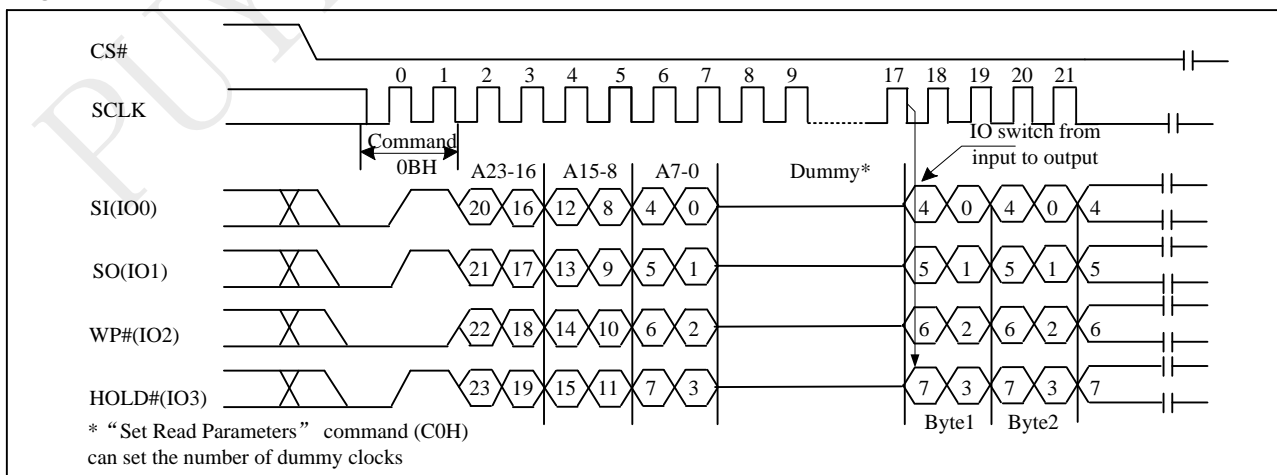 PUYA
CS#
0 1 2 3 4 5 6 7 8 9 17 18 19 20 21
SCLK
IO switch from
input to output
Command
0BH
A23-16 A15-8 A7-0 Dummy*
SI(IO0) 20 16 12 8 4 0 4 0 4 0 4
SO(IO1) 21 17 13 9 5 1 5 1 5 1 5
WP#(IO2) 22 18 14 10 6 2 6 2 6 2 6
HOLD#(IO3) 23 19 15 11 7 3 7 3 7 3 7
Byte1 Byte2
* “Set Read Parameters” command (C0H)
can set the number of dummy clocks